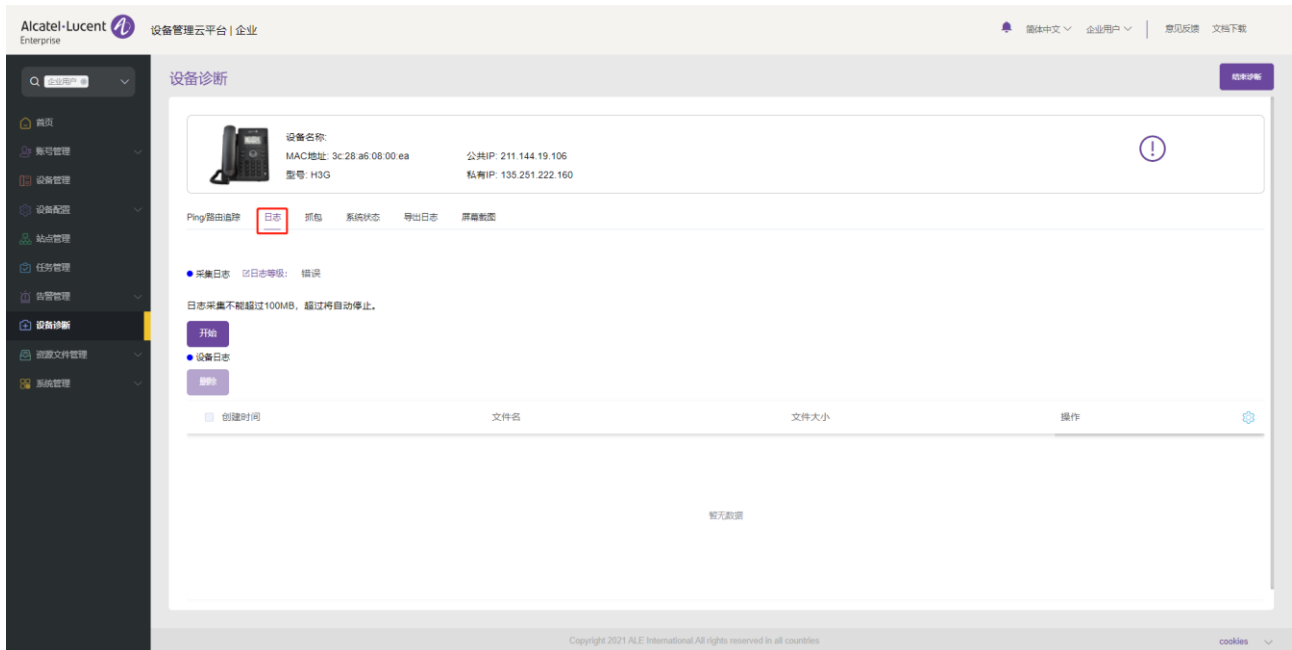 Alcatel·Lucent
Enterprise
设备管理云平台 | 企业
简体中文 企业用户 意见反馈 文档下载
企业用户
设备诊断
结束诊断
首页
账号管理
设备管理
设备配置
站点管理
任务管理
告警管理
设备诊断
资源文件管理
系统管理
设备名称:
MAC地址: 3c:28:a6:08:00:ea 公共IP: 211.144.19.106
型号: H3G 私有IP: 135.251.222.160
Ping/路由追踪 日志 抓包 系统状态 导出日志 屏幕截图
采集日志 日志等级: 错误
日志采集不能超过100MB，超过将自动停止。
开始
设备日志
删除
创建时间 文件名 文件大小 操作
暂无数据
Copyright 2021 ALE International.All rights reserved in all countries
cookies